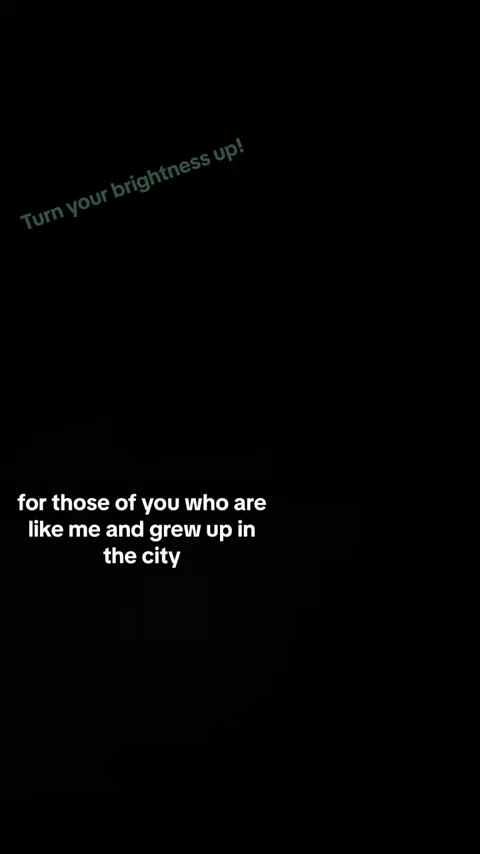 Turn your brightness up!
for those of you who are
like me and grew up in
the city